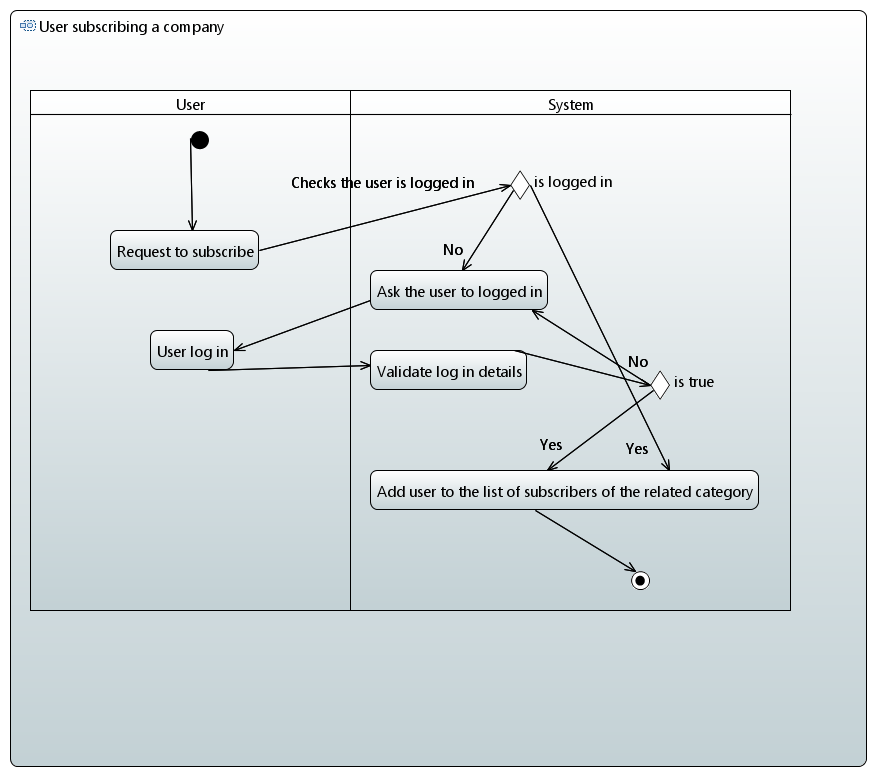 User subscribing a company
User
System
Checks the user is logged in
is logged in
Request to subscribe
No
Ask the user to logged in
User log in
Validate log in details
No
is true
Yes
Yes
Add user to the list of subscribers of the related category